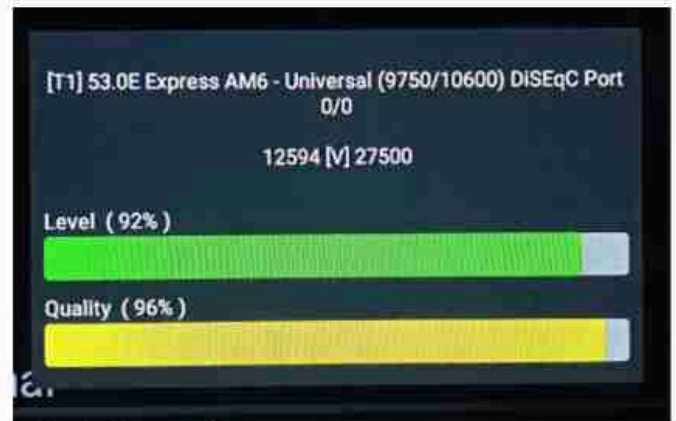 [T1] 53.0E Express AM6 - Universal (9750/10600) DiSEqC Port
0/0
12594 [V] 27500
Level ( 92% )
Quality ( 96% )